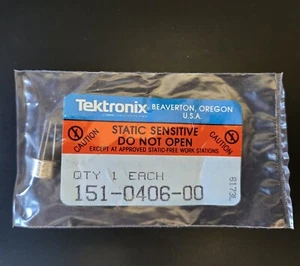 Tektronix
BEAVERTON, OREGON
U.S.A.
STATIC SENSITIVE
DO NOT OPEN
EXCEPT AT APPROVED STATIC-FREE WORK STATIONS
CAUTION
CAUTION
QTY 1 EACH
151-0406-00